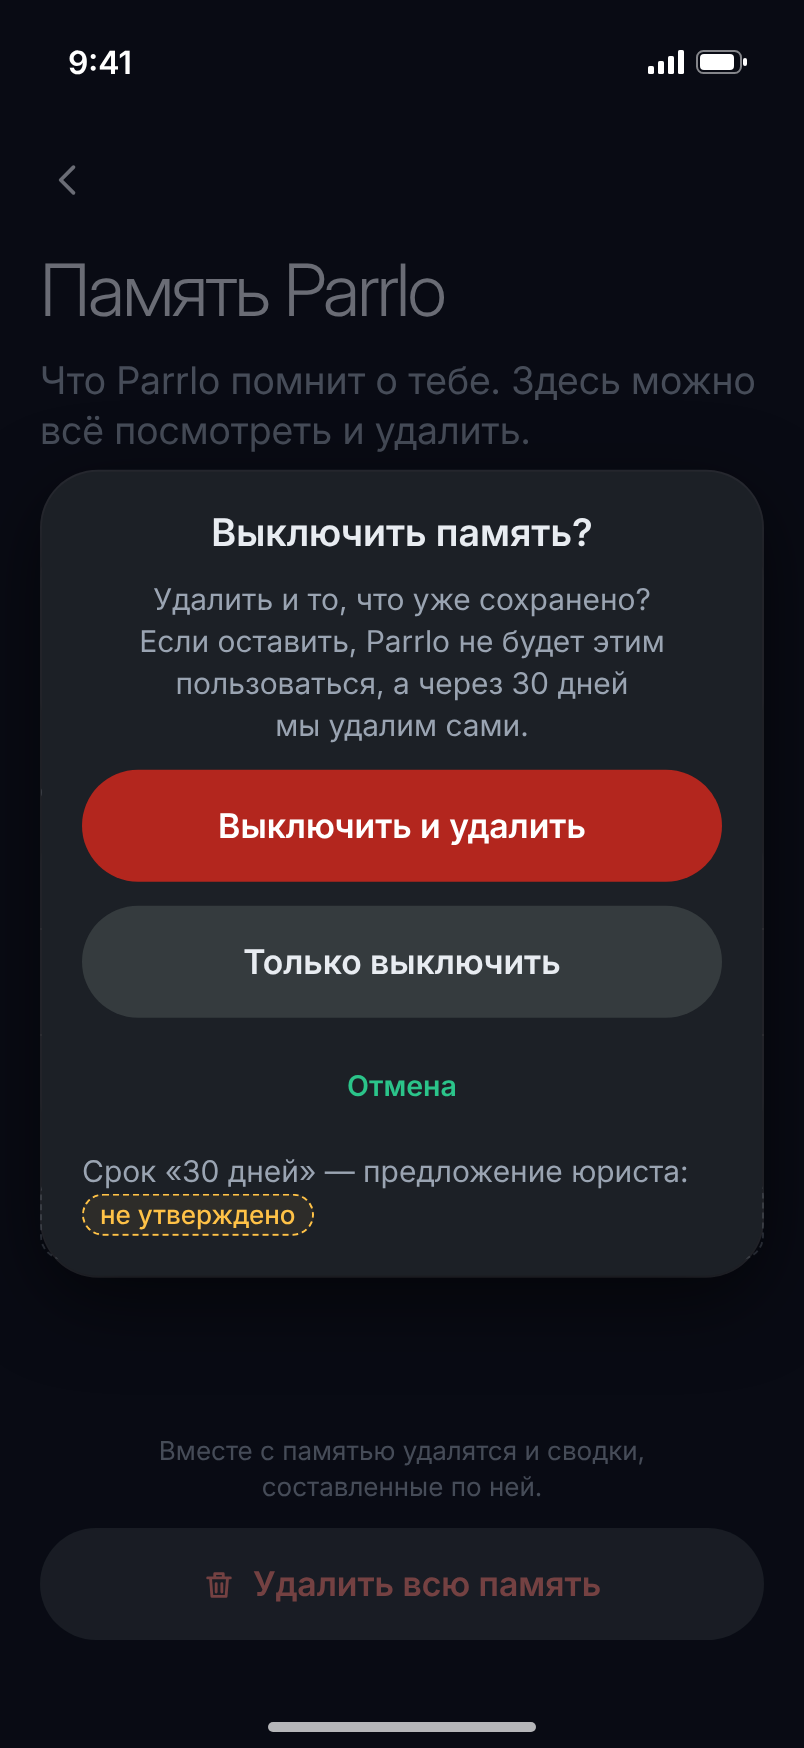 9:41
Память Parrlo
Что Parrlo помнит о тебе. Здесь можно
всё посмотреть и удалить.
Выключить память?
Удалить и то, что уже сохранено?
Если оставить, Parrlo не будет этим
пользоваться, а через 30 дней
мы удалим сами.
Выключить и удалить
Только выключить
Отмена
Срок «30 дней» — предложение юриста:
не утверждено
Вместе с памятью удалятся и сводки,
составленные по ней.
Удалить всю память